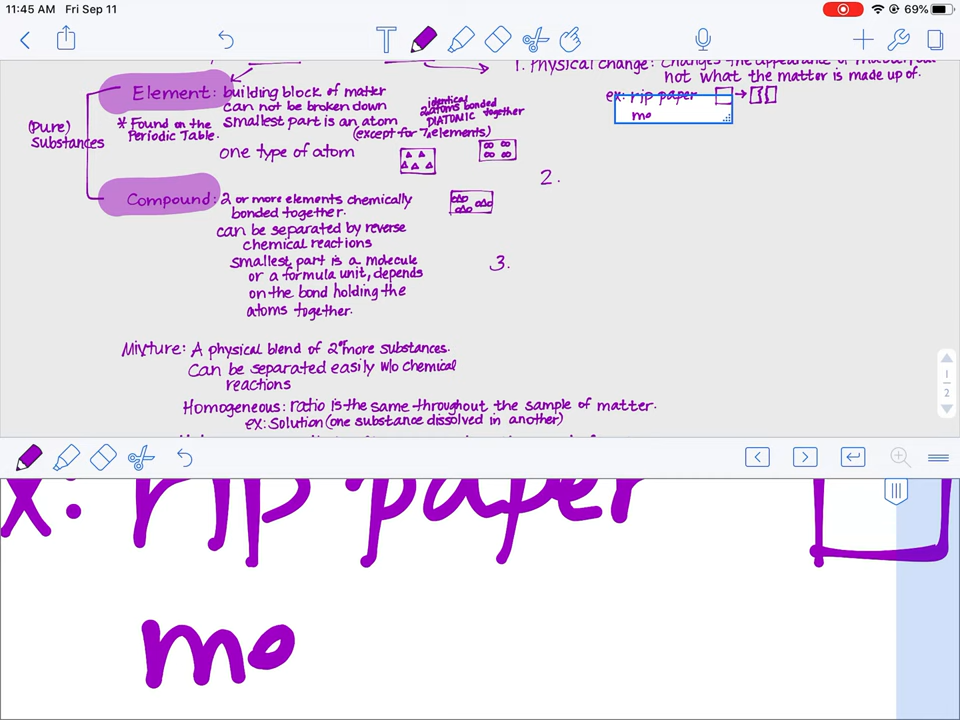 11:45 AM Fri Sep 11
69%
1. Physical change: changes the appearance of
not what the matter is made up of.
ex: rip paper
mo
Element: building block of matter
can not be broken down
smallest part is an atom
(except for 7 elements)
identical
2 atoms bonded
DIATONIC together
* Found on the
Periodic Table.
one type of atom
(Pure)
Substances
2.
Compound: 2 or more elements chemically
bonded together.
can be separated by reverse
chemical reactions
smallest part is a molecule
or a formula unit, depends
on the bond holding the
atoms together.
3.
Mixture: A physical blend of 2 or more substances.
Can be separated easily w/o chemical
reactions
Homogeneous: ratio is the same throughout the sample of matter.
ex: Solution (one substance dissolved in another)
1
2
x: rip paper
mo